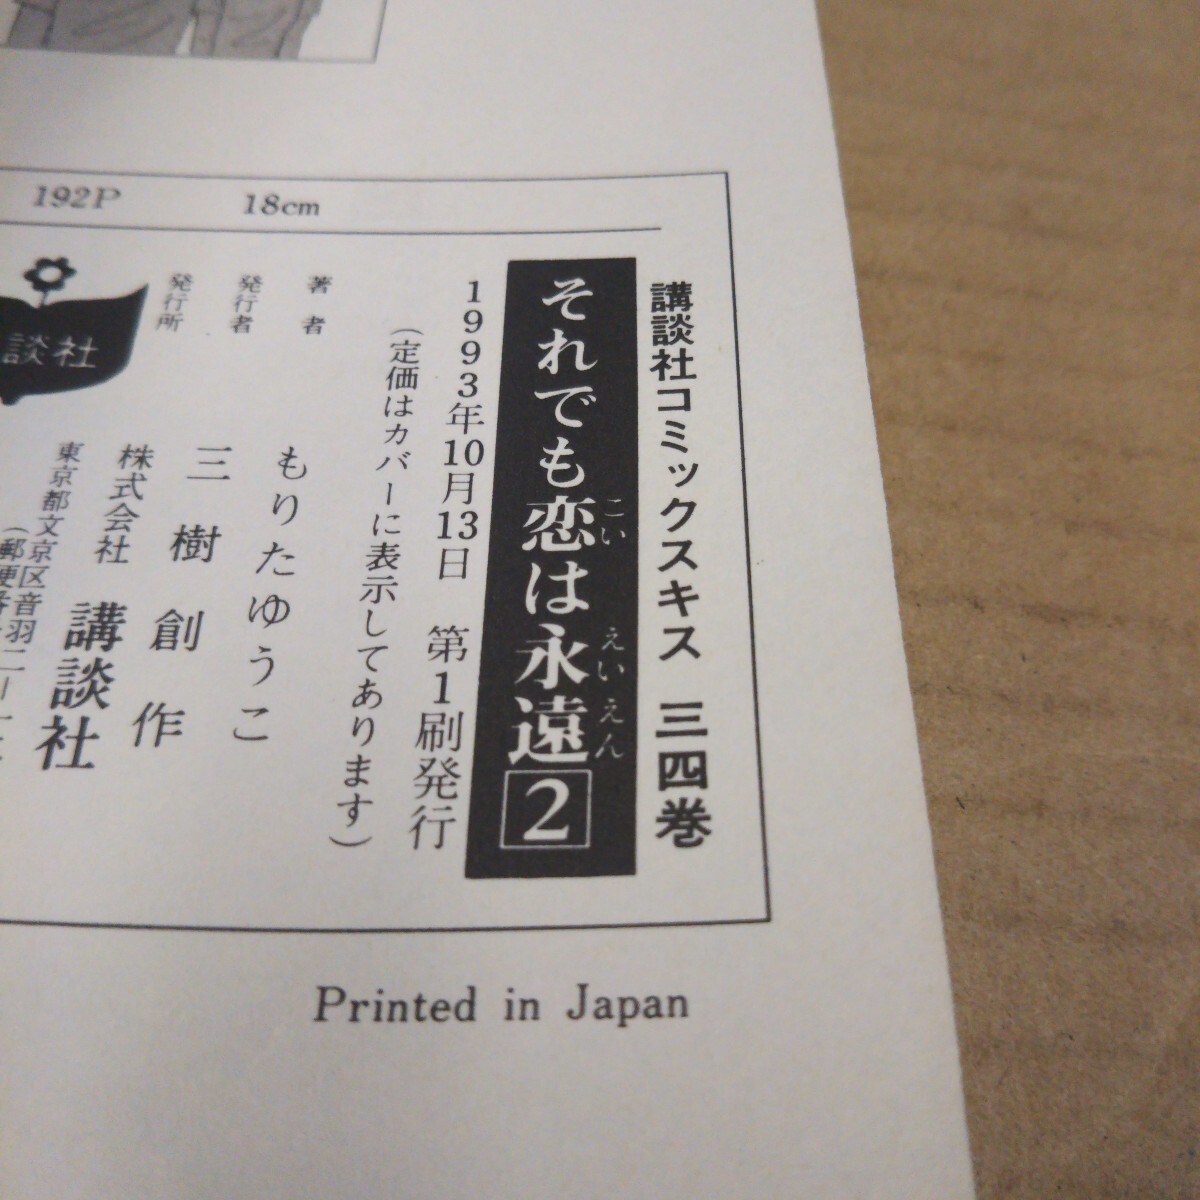 192P 18cm
講談社コミックスキス 三四巻
それでも恋は永遠2
こい えいえん
1993年10月13日 第1刷発行
(定価はカバーに表示してあります)
著者 もりたゆうこ
発行者 三樹創作
発行所 株式会社 講談社
東京都文京区音羽二
(郵便番
談社
Printed in Japan